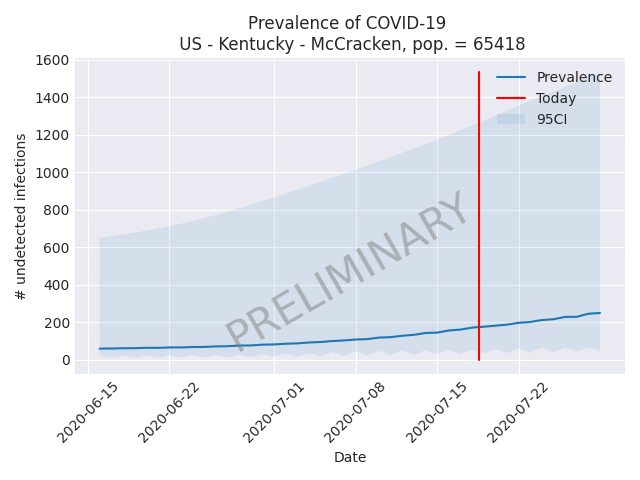 Prevalence of COVID-19
US - Kentucky - McCracken, pop. = 65418
# undetected infections
1600
1400
1200
1000
800
600
400
200
0
Prevalence
Today
95CI
PRELIMINARY
2020-06-15
2020-06-22
2020-07-01
2020-07-08
2020-07-15
2020-07-22
Date